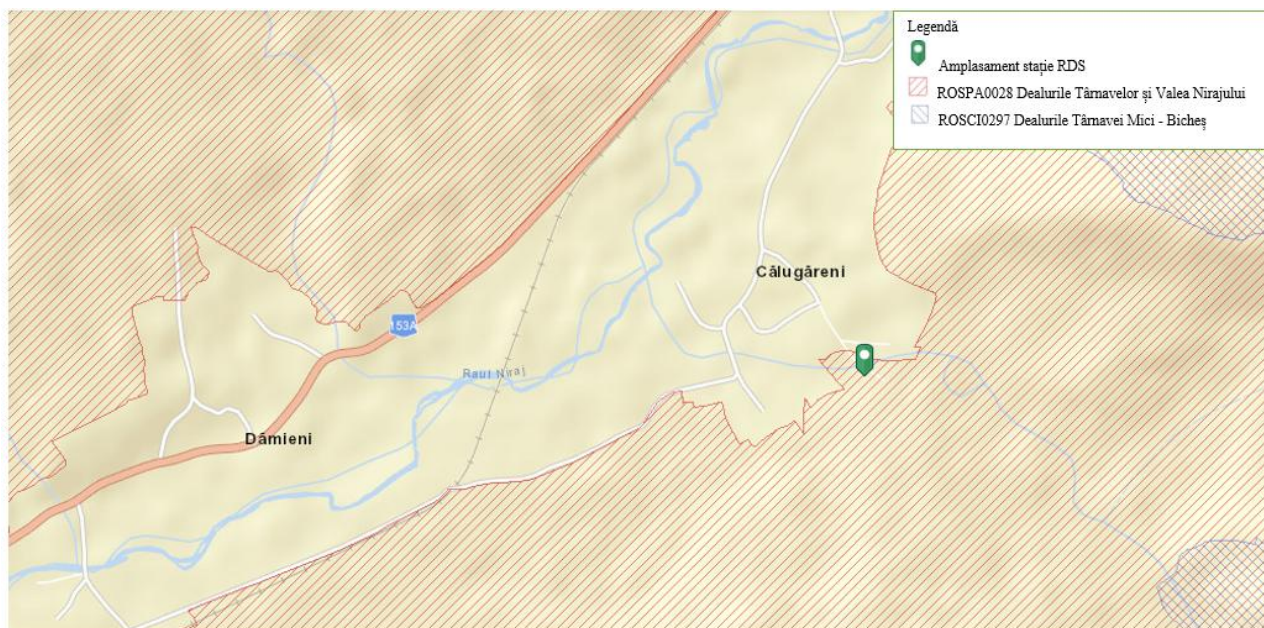 Legendă
Amplasament stație RDS
ROSPA0028 Dealurile Târnavelor și Valea Nirajului
ROSCI0297 Dealurile Târnavei Mici - Bicheș
Călugăreni
153A
Raul Niraj
Dămieni